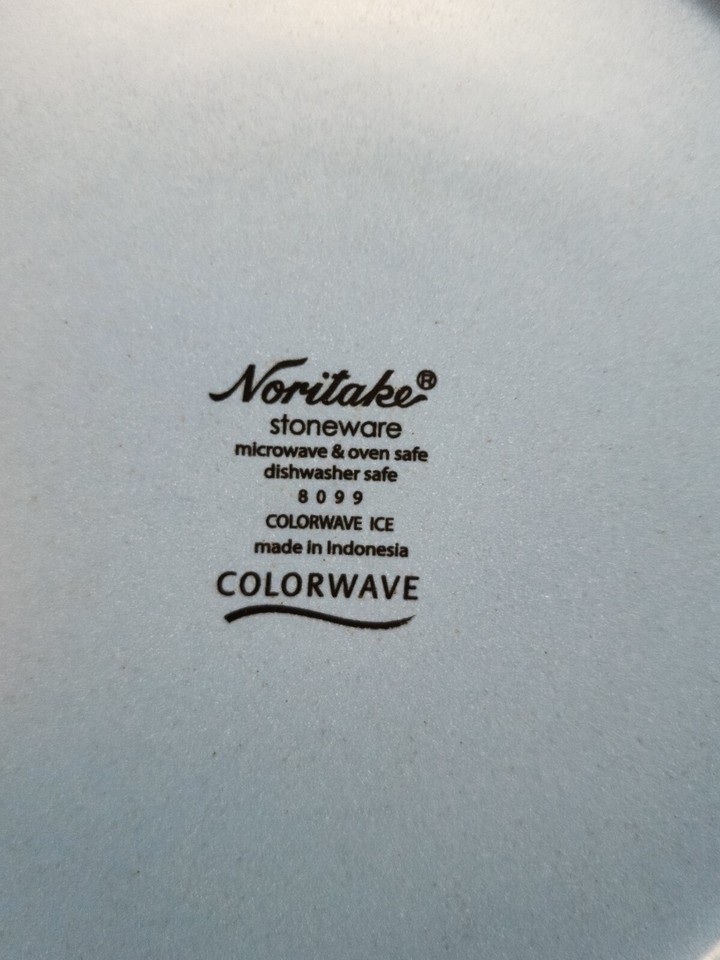 Noritake®
stoneware
microwave & oven safe
dishwasher safe
8099
COLORWAVE ICE
made in Indonesia
COLORWAVE